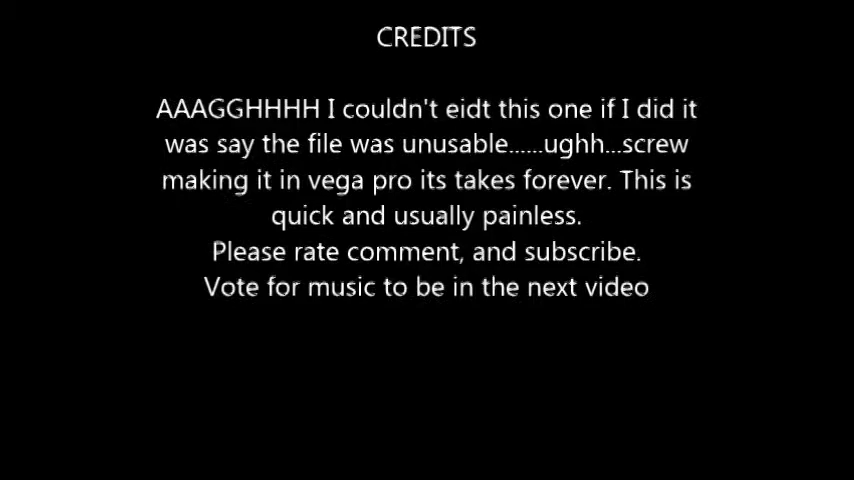 CREDITS
AAAGGHHHH I couldn't eidt this one if I did it
was say the file was unusable......ughh...screw
making it in vega pro its takes forever. This is
quick and usually painless.
Please rate comment, and subscribe.
Vote for music to be in the next video